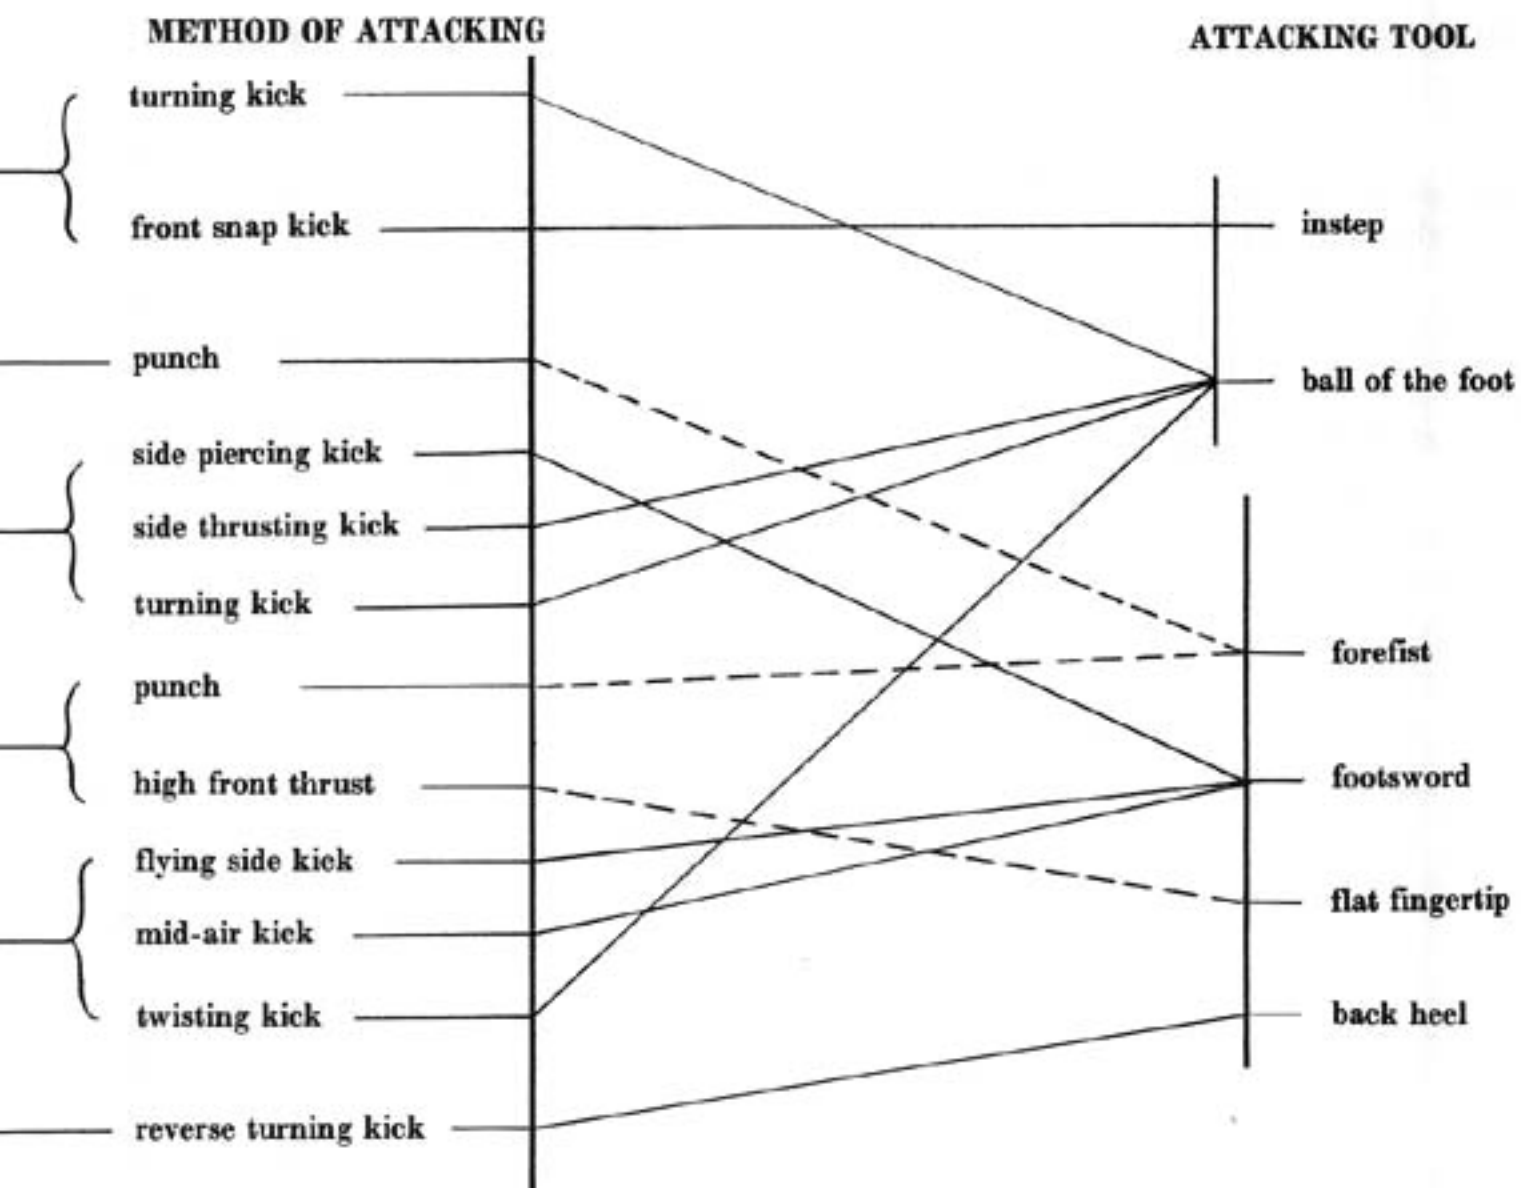 METHOD OF ATTACKING
turning kick
front snap kick
punch
side piercing kick
side thrusting kick
turning kick
punch
high front thrust
flying side kick
mid-air kick
twisting kick
reverse turning kick
ATTACKING TOOL
instep
ball of the foot
forefist
footsword
flat fingertip
back heel